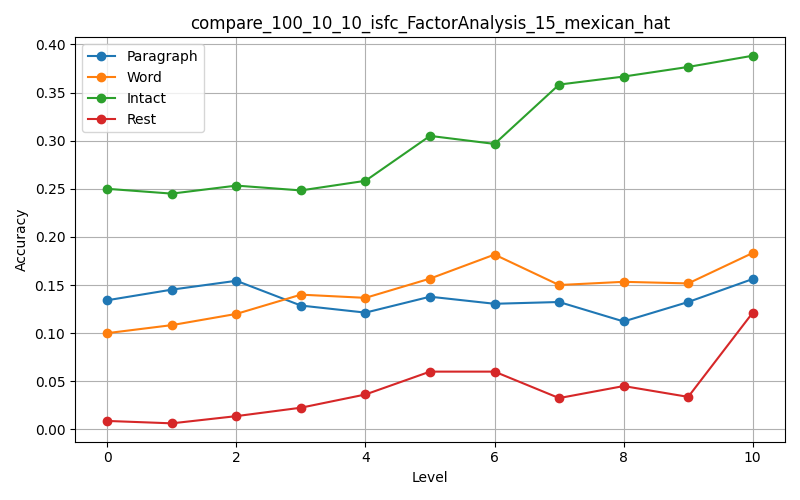 compare_100_10_10_isfc_FactorAnalysis_15_mexican_hat
Paragraph
Word
Intact
Rest
Accuracy
0.40
0.35
0.30
0.25
0.20
0.15
0.10
0.05
0.00
0 2 4 6 8 10
Level